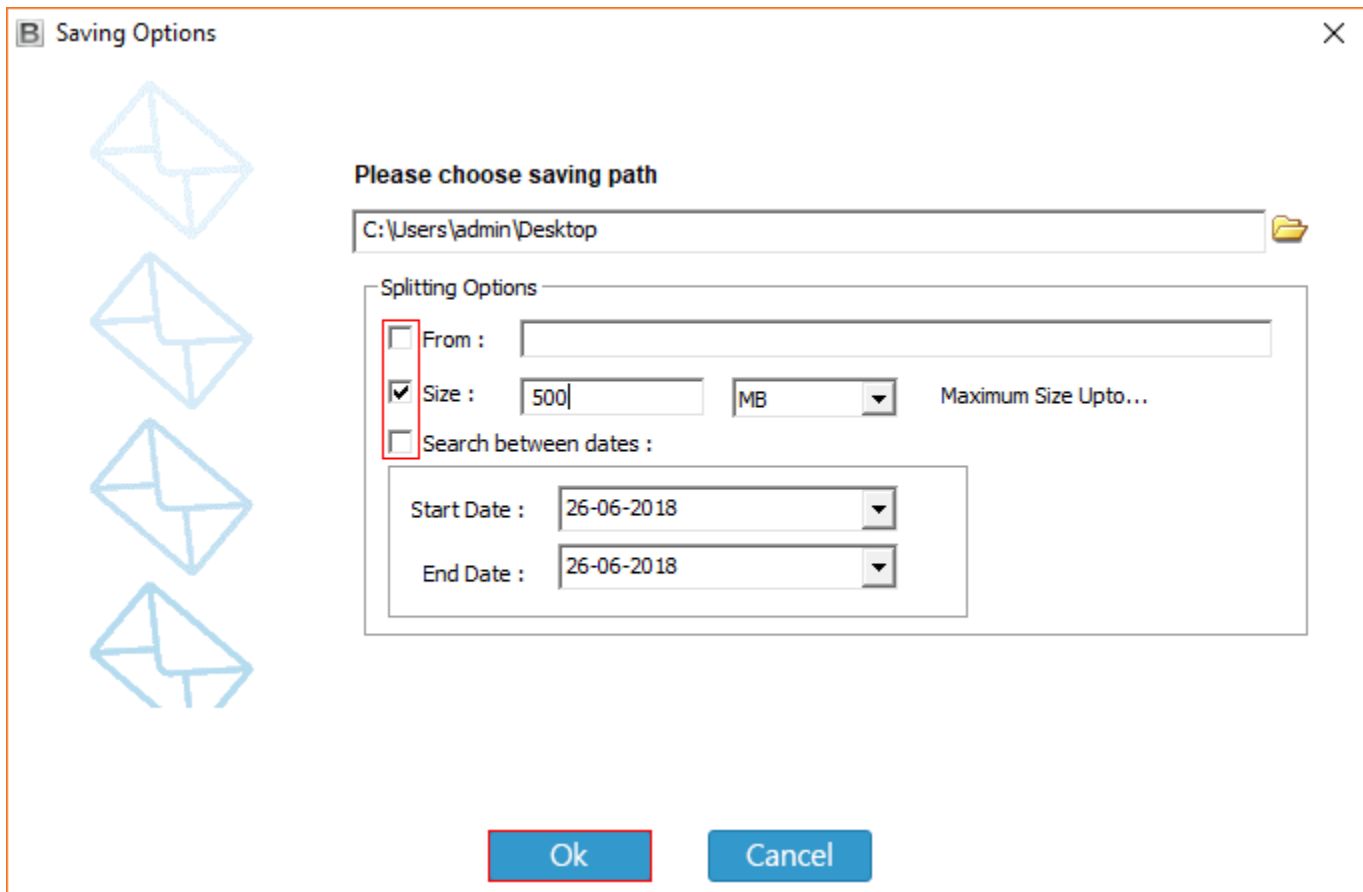 B Saving Options
Please choose saving path
C:\Users\admin\Desktop
Splitting Options
From :
Size : 500 MB Maximum Size Upto...
Search between dates :
Start Date : 26-06-2018
End Date : 26-06-2018
Ok Cancel